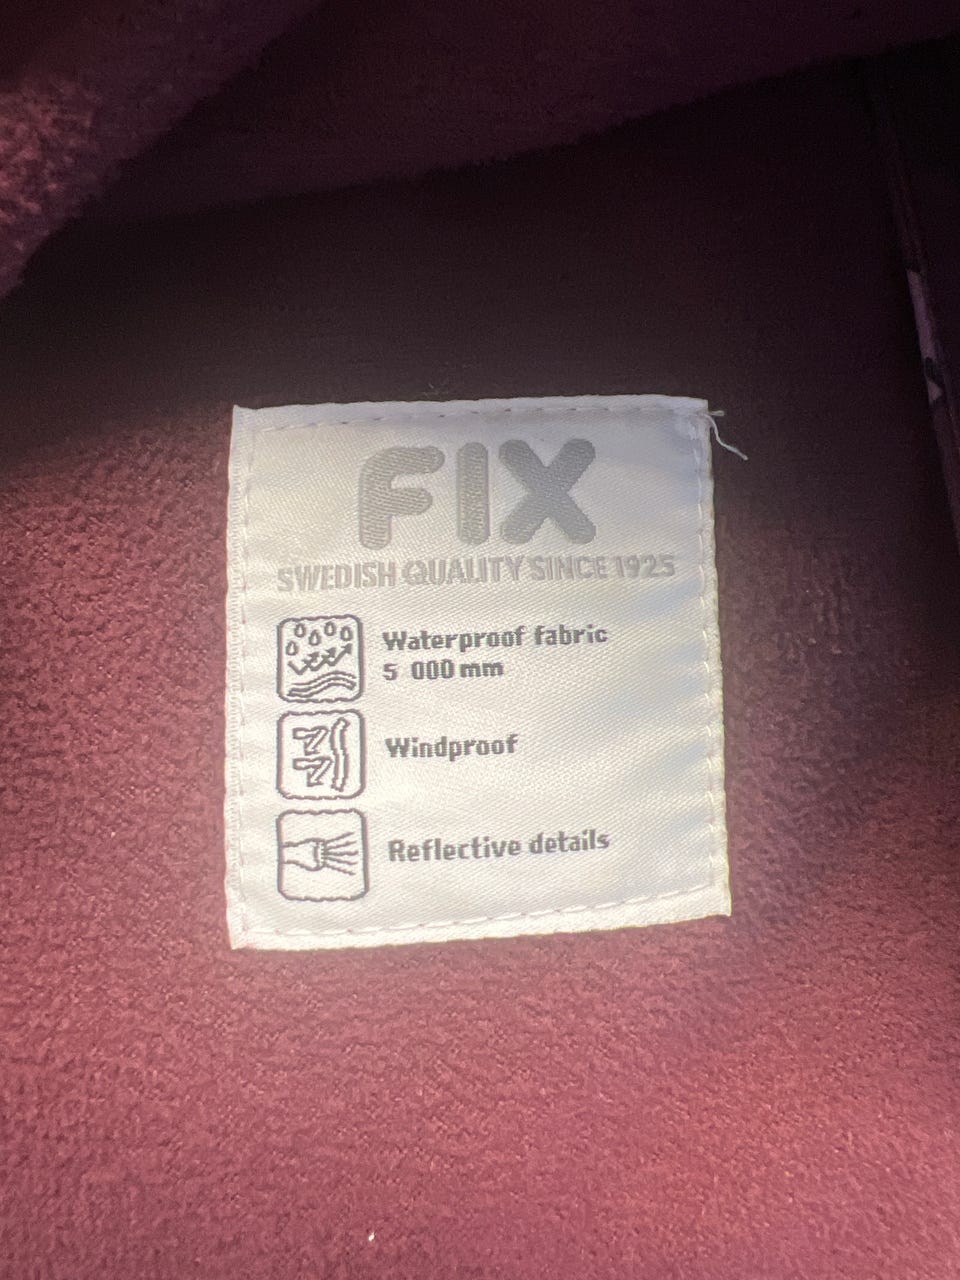 FIX
SWEDISH QUALITY SINCE 1925
Waterproof fabric
5 000 mm
Windproof
Reflective details